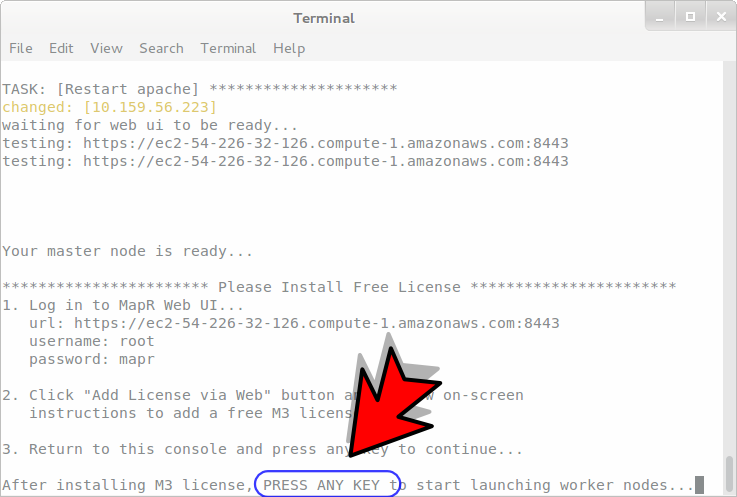 Terminal
File Edit View Search Terminal Help
TASK: [Restart apache] *********************
changed: [10.159.56.223]
waiting for web ui to be ready...
testing: https://ec2-54-226-32-126.compute-1.amazonaws.com:8443
testing: https://ec2-54-226-32-126.compute-1.amazonaws.com:8443
Your master node is ready...
*********************** Please Install Free License ***********************
1. Log in to MapR Web UI...
url: https://ec2-54-226-32-126.compute-1.amazonaws.com:8443
username: root
password: mapr
2. Click "Add License via Web" button on-screen
instructions to add a free M3
3. Return to this console and press any key to continue...
After installing M3 license, PRESS ANY KEY to start launching worker nodes...